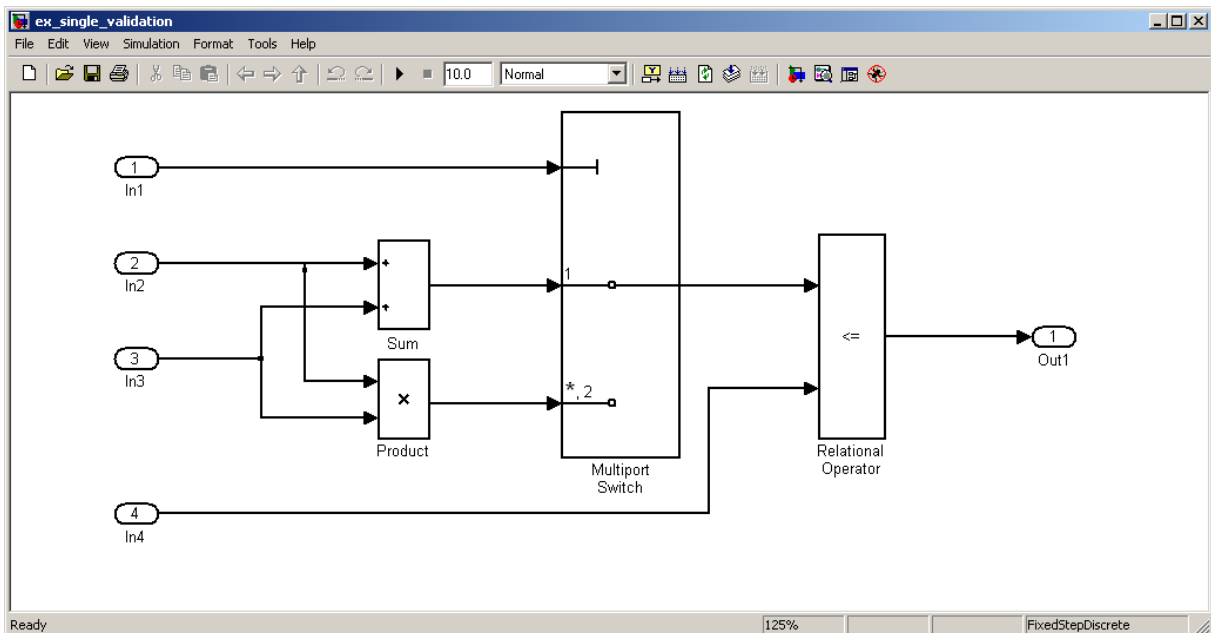 ex_single_validation
File Edit View Simulation Format Tools Help
10.0 Normal
1
In1
2
In2
3
In3
4
In4
+
+
Sum
×
Product
1
*, 2
Multiport
Switch
<=
Relational
Operator
1
Out1
Ready 125% FixedStepDiscrete